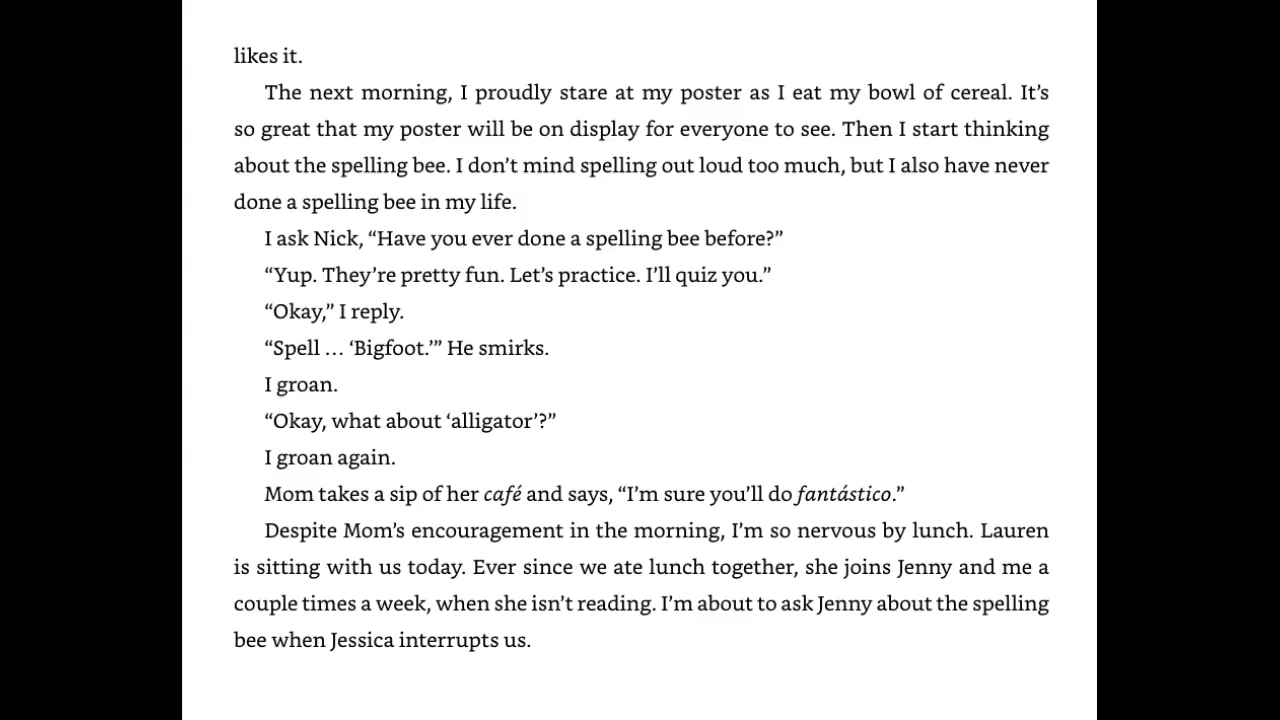 likes it.
The next morning, I proudly stare at my poster as I eat my bowl of cereal. It’s
so great that my poster will be on display for everyone to see. Then I start thinking
about the spelling bee. I don’t mind spelling out loud too much, but I also have never
done a spelling bee in my life.
I ask Nick, “Have you ever done a spelling bee before?”
“Yup. They’re pretty fun. Let’s practice. I’ll quiz you.”
“Okay,” I reply.
“Spell … ‘Bigfoot.’” He smirks.
I groan.
“Okay, what about ‘alligator’?”
I groan again.
Mom takes a sip of her café and says, “I’m sure you’ll do fantástico.”
Despite Mom’s encouragement in the morning, I’m so nervous by lunch. Lauren
is sitting with us today. Ever since we ate lunch together, she joins Jenny and me a
couple times a week, when she isn’t reading. I’m about to ask Jenny about the spelling
bee when Jessica interrupts us.